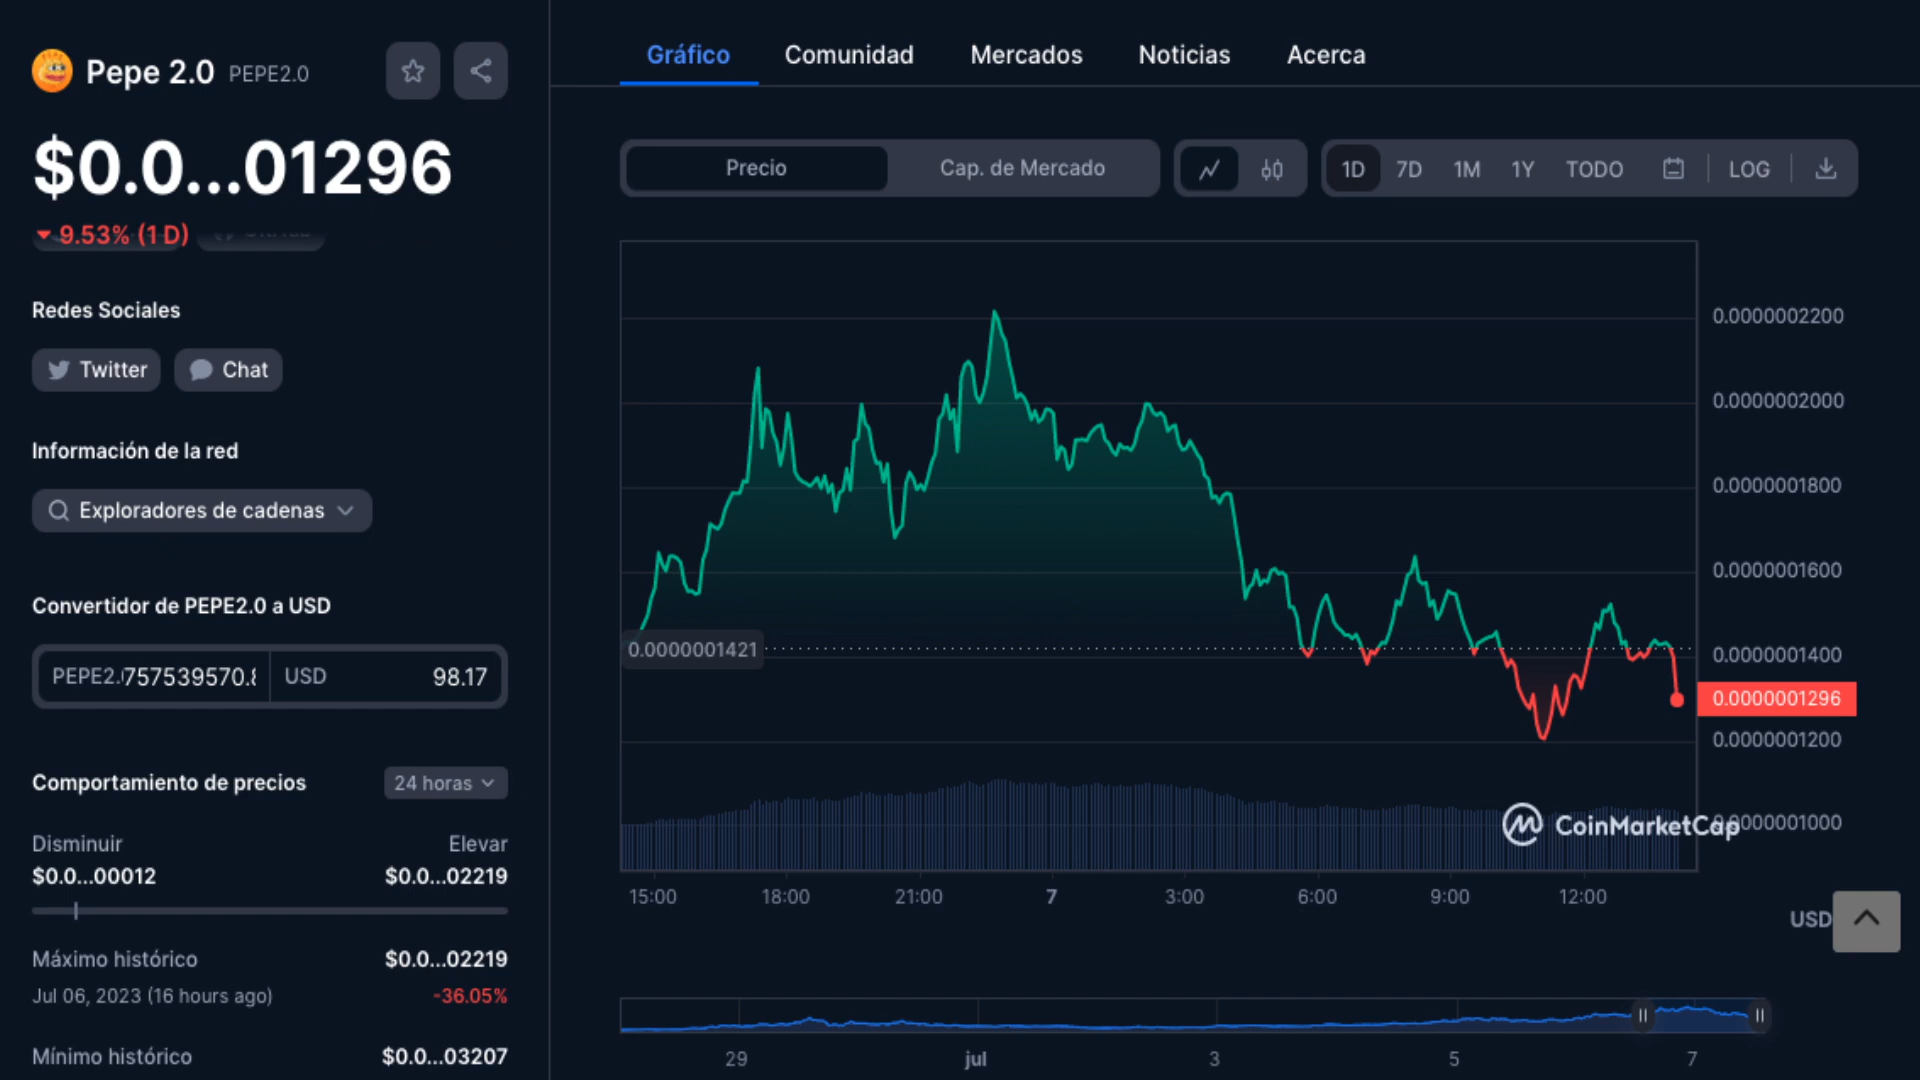 Pepe 2.0 PEPE2.0
$0.0...01296
9.53% (1 D)
Redes Sociales
Twitter Chat
Información de la red
Exploradores de cadenas
Convertidor de PEPE2.0 a USD
PEPE2.0 757539570.8 USD 98.17
Comportamiento de precios 24 horas
Dismuir Elevar
$0.0...00012 $0.0...02219
Máximo histórico $0.0...02219
Jul 06, 2023 (16 hours ago) -36.05%
Mínimo histórico $0.0...03207
Gráfico Comunidad Mercados Noticias Acerca
Precio Cap. de Mercado 1D 7D 1M 1Y TODO LOG
0.0000002200
0.0000002000
0.0000001800
0.0000001600
0.0000001421
0.0000001400
0.0000001296
0.0000001200
CoinMarketCap
0.0000001000
15:00 18:00 21:00 7 3:00 6:00 9:00 12:00
USD
29 jul 3 5 7